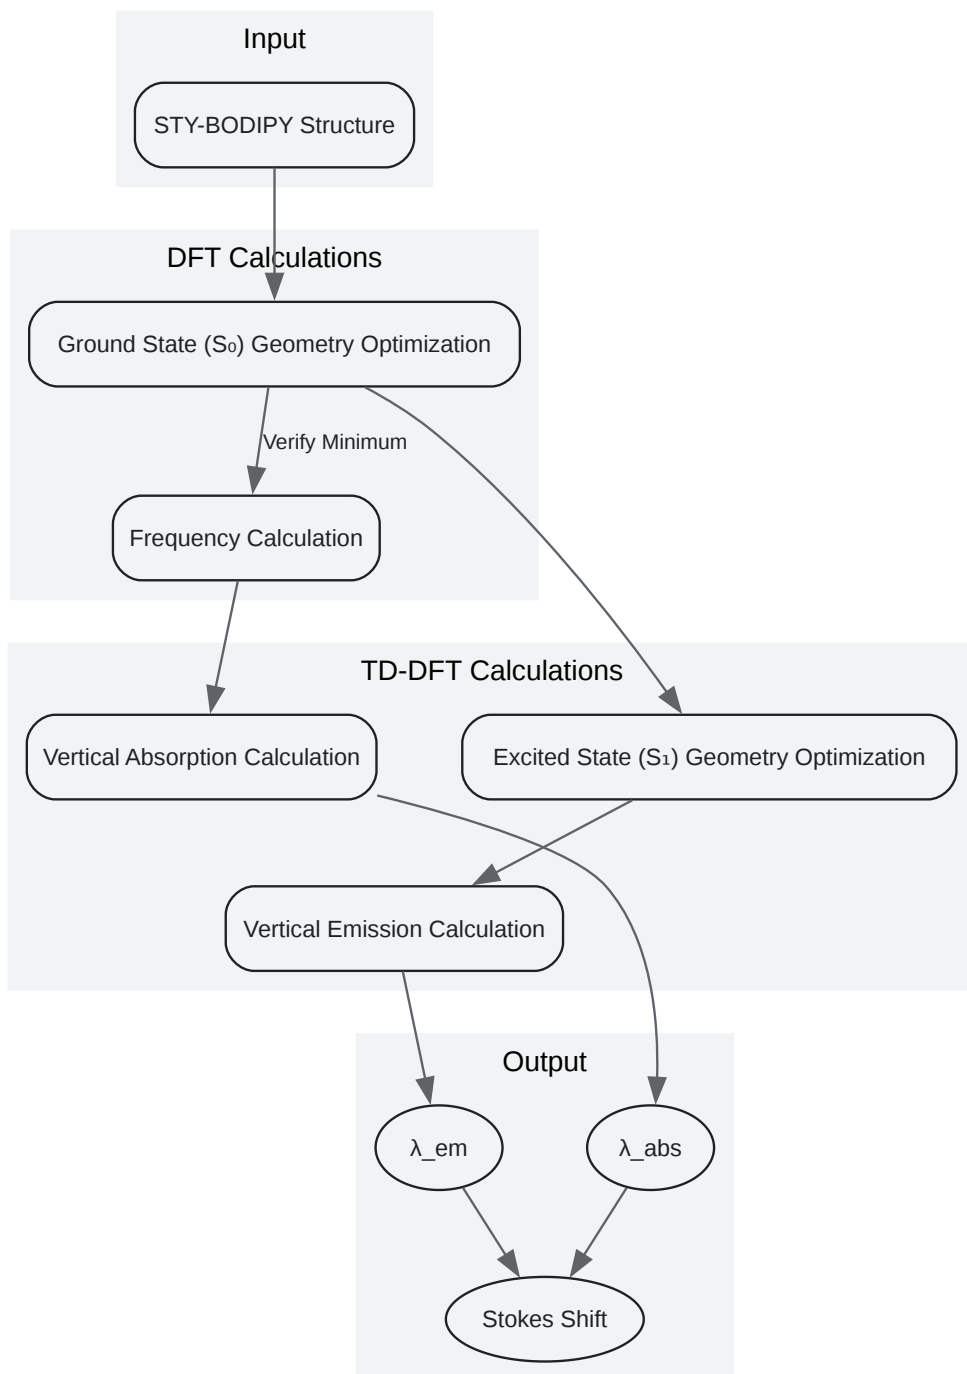 Input
STY-BODIPY Structure
DFT Calculations
Ground State (S₀) Geometry Optimization
Verify Minimum
Frequency Calculation
TD-DFT Calculations
Vertical Absorption Calculation
Excited State (S₁) Geometry Optimization
Vertical Emission Calculation
Output
λ_em
λ_abs
Stokes Shift